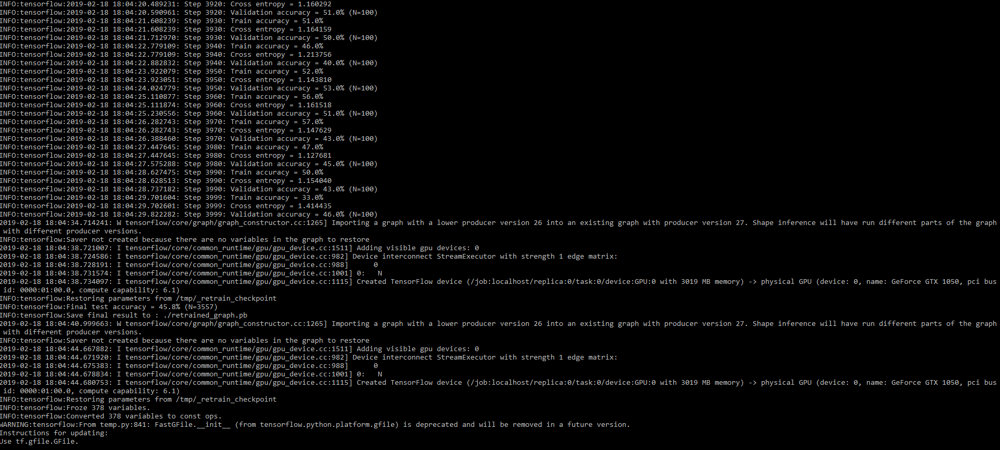 INFO:tensorflow:2019-02-18 18:04:20.489231: Step 3920: Cross entropy = 1.160292
INFO:tensorflow:2019-02-18 18:04:20.590961: Step 3920: Validation accuracy = 51.0% (N=100)
INFO:tensorflow:2019-02-18 18:04:21.608239: Step 3930: Train accuracy = 51.0%
INFO:tensorflow:2019-02-18 18:04:21.608239: Step 3930: Cross entropy = 1.164159
INFO:tensorflow:2019-02-18 18:04:21.712970: Step 3930: Validation accuracy = 50.0% (N=100)
INFO:tensorflow:2019-02-18 18:04:22.779109: Step 3940: Train accuracy = 46.0%
INFO:tensorflow:2019-02-18 18:04:22.779109: Step 3940: Cross entropy = 1.213756
INFO:tensorflow:2019-02-18 18:04:22.882832: Step 3940: Validation accuracy = 40.0% (N=100)
INFO:tensorflow:2019-02-18 18:04:23.922079: Step 3950: Train accuracy = 52.0%
INFO:tensorflow:2019-02-18 18:04:23.923051: Step 3950: Cross entropy = 1.143810
INFO:tensorflow:2019-02-18 18:04:24.024779: Step 3950: Validation accuracy = 53.0% (N=100)
INFO:tensorflow:2019-02-18 18:04:25.110877: Step 3960: Train accuracy = 56.0%
INFO:tensorflow:2019-02-18 18:04:25.111874: Step 3960: Cross entropy = 1.161518
INFO:tensorflow:2019-02-18 18:04:25.230556: Step 3960: Validation accuracy = 51.0% (N=100)
INFO:tensorflow:2019-02-18 18:04:26.282743: Step 3970: Train accuracy = 57.0%
INFO:tensorflow:2019-02-18 18:04:26.282743: Step 3970: Cross entropy = 1.147629
INFO:tensorflow:2019-02-18 18:04:26.388460: Step 3970: Validation accuracy = 43.0% (N=100)
INFO:tensorflow:2019-02-18 18:04:27.447645: Step 3980: Train accuracy = 47.0%
INFO:tensorflow:2019-02-18 18:04:27.447645: Step 3980: Cross entropy = 1.127681
INFO:tensorflow:2019-02-18 18:04:27.575288: Step 3980: Validation accuracy = 45.0% (N=100)
INFO:tensorflow:2019-02-18 18:04:28.627475: Step 3990: Train accuracy = 50.0%
INFO:tensorflow:2019-02-18 18:04:28.628513: Step 3990: Cross entropy = 1.154040
INFO:tensorflow:2019-02-18 18:04:28.737182: Step 3990: Validation accuracy = 43.0% (N=100)
INFO:tensorflow:2019-02-18 18:04:29.701604: Step 3999: Train accuracy = 33.0%
INFO:tensorflow:2019-02-18 18:04:29.702601: Step 3999: Cross entropy = 1.414435
INFO:tensorflow:2019-02-18 18:04:29.822282: Step 3999: Validation accuracy = 46.0% (N=100)
2019-02-18 18:04:34.714241: W tensorflow/core/graph/graph_constructor.cc:1265] Importing a graph with a lower producer version 26 into an existing graph with producer version 27. Shape inference will have run different parts of the graph
with different producer versions.
INFO:tensorflow:Saver not created because there are no variables in the graph to restore
2019-02-18 18:04:38.721007: I tensorflow/core/common_runtime/gpu/gpu_device.cc:1511] Adding visible gpu devices: 0
2019-02-18 18:04:38.724586: I tensorflow/core/common_runtime/gpu/gpu_device.cc:982] Device interconnect StreamExecutor with strength 1 edge matrix:
2019-02-18 18:04:38.728191: I tensorflow/core/common_runtime/gpu/gpu_device.cc:988]      0
2019-02-18 18:04:38.731574: I tensorflow/core/common_runtime/gpu/gpu_device.cc:1001] 0:   N
2019-02-18 18:04:38.734097: I tensorflow/core/common_runtime/gpu/gpu_device.cc:1115] Created TensorFlow device (/job:localhost/replica:0/task:0/device:GPU:0 with 3019 MB memory) -> physical GPU (device: 0, name: GeForce GTX 1050, pci bus
id: 0000:01:00.0, compute capability: 6.1)
INFO:tensorflow:Restoring parameters from /tmp/_retrain_checkpoint
INFO:tensorflow:Final test accuracy = 45.8% (N=3557)
INFO:tensorflow:Save final result to : ./retrained_graph.pb
2019-02-18 18:04:40.999663: W tensorflow/core/graph/graph_constructor.cc:1265] Importing a graph with a lower producer version 26 into an existing graph with producer version 27. Shape inference will have run different parts of the graph
with different producer versions.
INFO:tensorflow:Saver not created because there are no variables in the graph to restore
2019-02-18 18:04:44.667882: I tensorflow/core/common_runtime/gpu/gpu_device.cc:1511] Adding visible gpu devices: 0
2019-02-18 18:04:44.671920: I tensorflow/core/common_runtime/gpu/gpu_device.cc:982] Device interconnect StreamExecutor with strength 1 edge matrix:
2019-02-18 18:04:44.675383: I tensorflow/core/common_runtime/gpu/gpu_device.cc:988]      0
2019-02-18 18:04:44.678834: I tensorflow/core/common_runtime/gpu/gpu_device.cc:1001] 0:   N
2019-02-18 18:04:44.680753: I tensorflow/core/common_runtime/gpu/gpu_device.cc:1115] Created TensorFlow device (/job:localhost/replica:0/task:0/device:GPU:0 with 3019 MB memory) -> physical GPU (device: 0, name: GeForce GTX 1050, pci bus
id: 0000:01:00.0, compute capability: 6.1)
INFO:tensorflow:Restoring parameters from /tmp/_retrain_checkpoint
INFO:tensorflow:Froze 378 variables.
INFO:tensorflow:Converted 378 variables to const ops.
WARNING:tensorflow:From temp.py:841: FastGFile.__init__ (from tensorflow.python.platform.gfile) is deprecated and will be removed in a future version.
Instructions for updating:
Use tf.gfile.GFile.